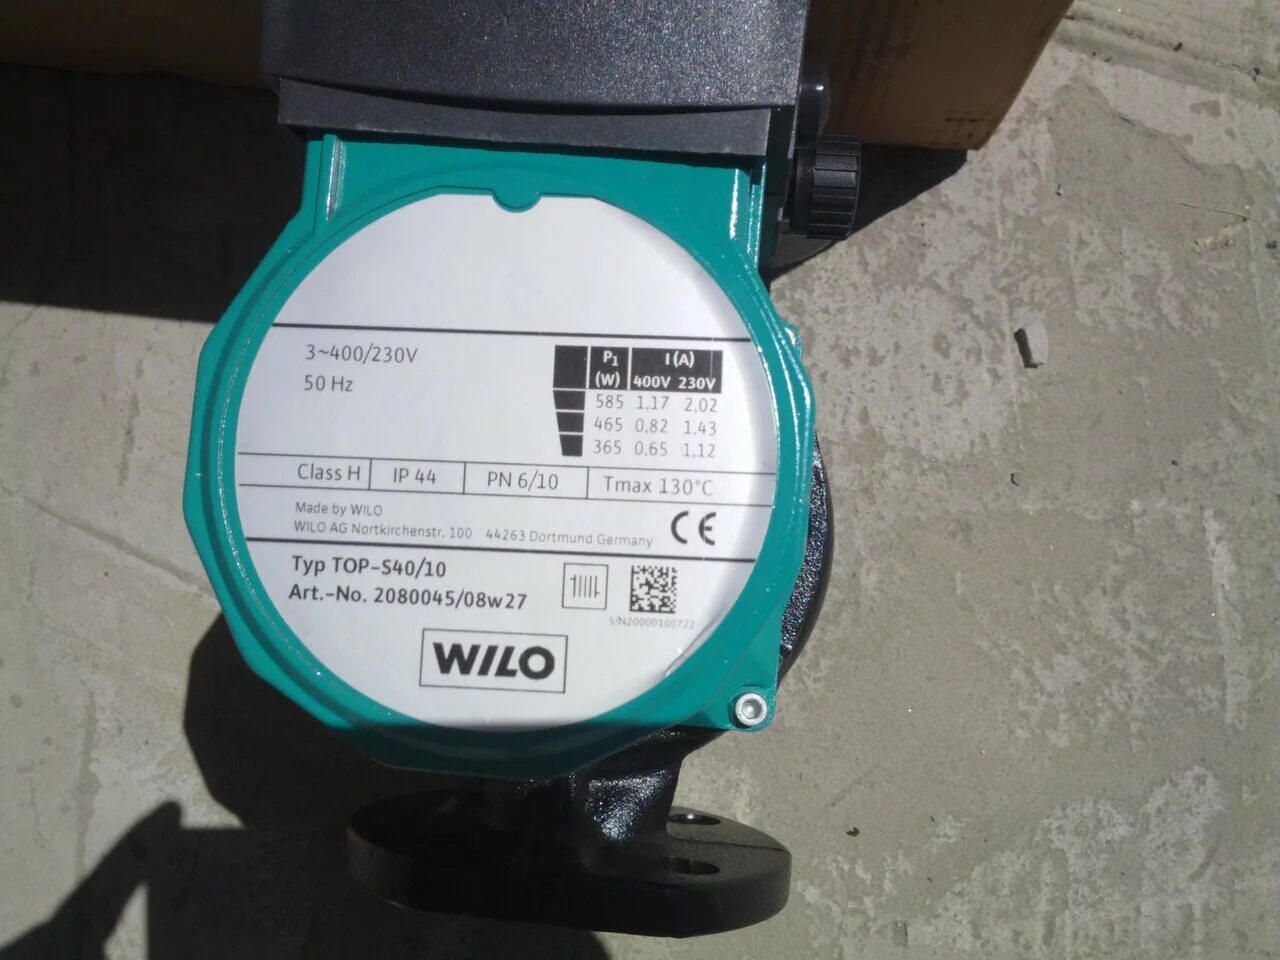 3~400/230V
50 Hz
P₁ I (A)
(W) 400V 230V
585 1,17 2,02
465 0,82 1.43
365 0.65 1,12
Class H IP 44 PN 6/10 Tmax 130°C
Made by WILO
WILO AG Nortkirchenstr. 100 44263 Dortmund Germany
CE
Typ TOP-S40/10
Art.-No. 2080045/08w27
S/N20000100722
WILO